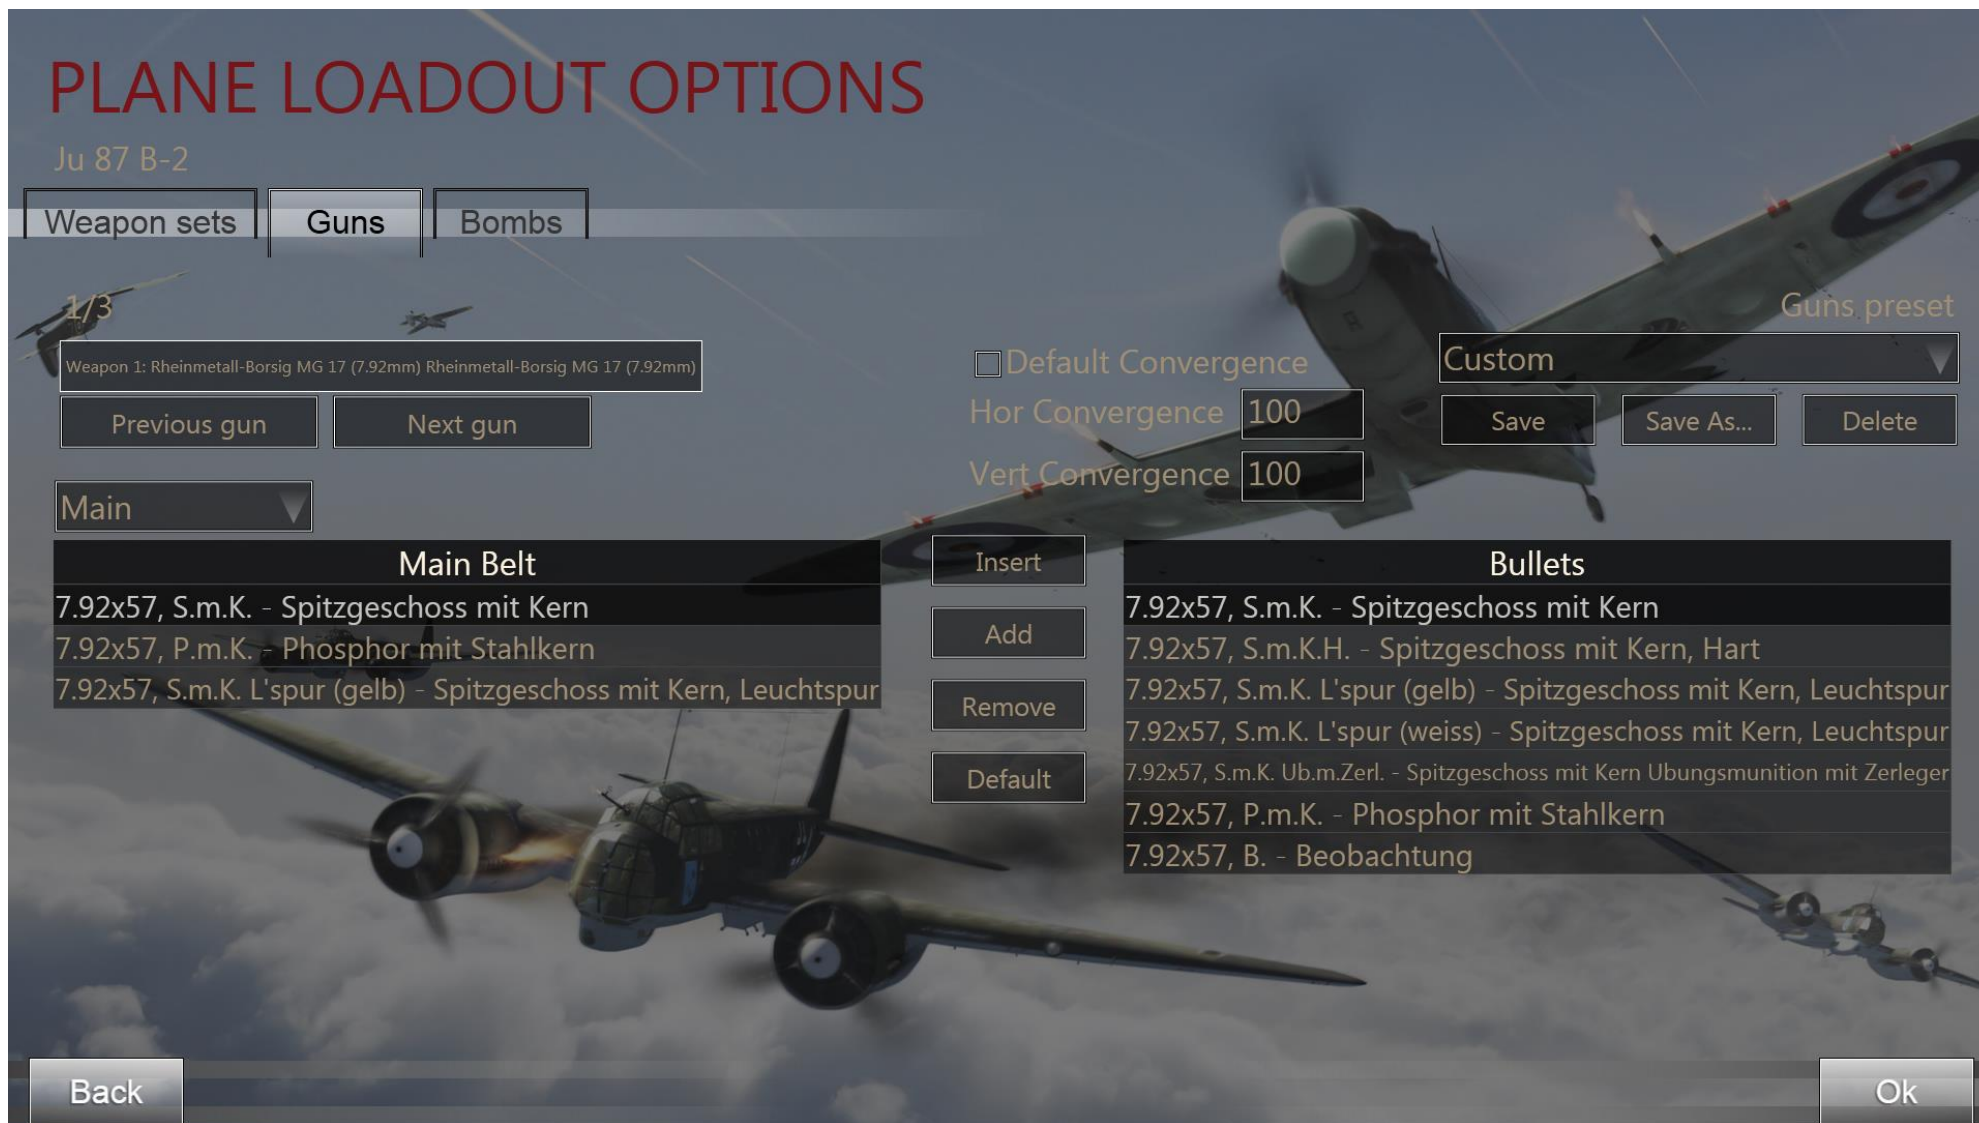 PLANE LOADOUT OPTIONS
Ju 87 B-2
Weapon sets
Guns
Bombs
1/3
Weapon 1: Rheinmetall-Borsig MG 17 (7.92mm) Rheinmetall-Borsig MG 17 (7.92mm)
Previous gun
Next gun
Default Convergence
Hor Convergence 100
Vert Convergence 100
Guns preset
Custom
Save
Save As...
Delete
Main
Main Belt
7.92x57, S.m.K. - Spitzgeschoss mit Kern
7.92x57, P.m.K. - Phosphor mit Stahlkern
7.92x57, S.m.K. L'spur (gelb) - Spitzgeschoss mit Kern, Leuchtspur
Insert
Add
Remove
Default
Bullets
7.92x57, S.m.K. - Spitzgeschoss mit Kern
7.92x57, S.m.K.H. - Spitzgeschoss mit Kern, Hart
7.92x57, S.m.K. L'spur (gelb) - Spitzgeschoss mit Kern, Leuchtspur
7.92x57, S.m.K. L'spur (weiss) - Spitzgeschoss mit Kern, Leuchtspur
7.92x57, S.m.K. Ub.m.Zerl. - Spitzgeschoss mit Kern Ubungsmunition mit Zerleger
7.92x57, P.m.K. - Phosphor mit Stahlkern
7.92x57, B. - Beobachtung
Back
Ok